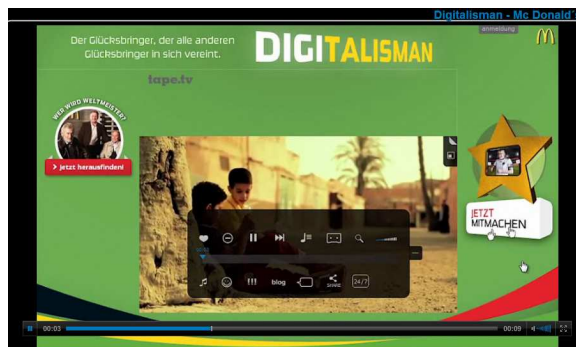 Digitalisman - Mc Donald'
anmeldung
Der Glücksbringer, der alle anderen
Glücksbringer in sich vereint.
DIGITALISMAN
tape.tv
WER WIRD WELTMEISTER?
> Jetzt herausfinden!
JETZT
MITMACHEN
!!!
blog
SHARE
24/7
00:03
00:09